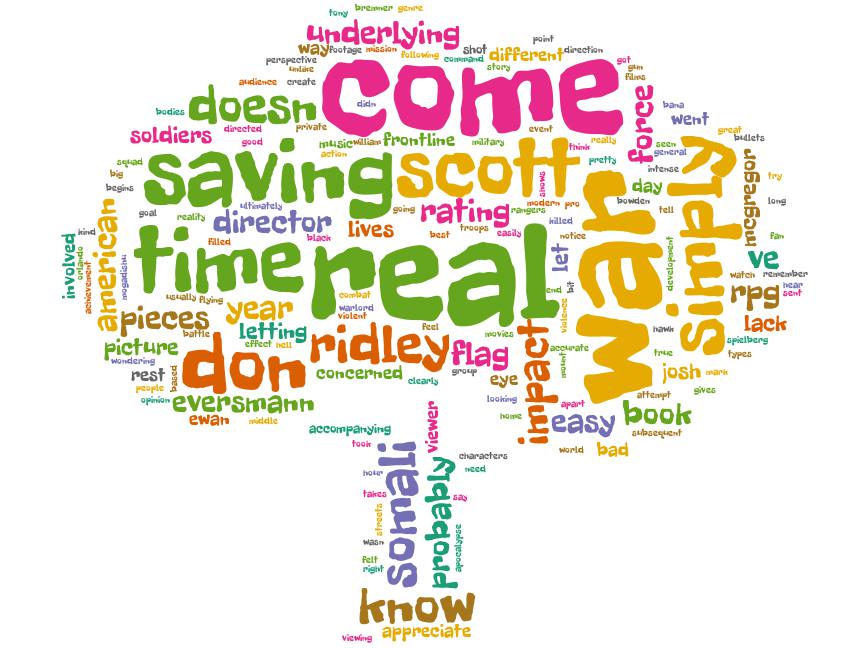 tony bremner genre
underlying
way footage mission following shot different direction point
perspective command
unlike story got
audience create come gun
films
bodies doesn didn force bana
went
soldiers directed private william frontline event great
good music military think really seen bullets
general
squad action saving scott pretty intense simply
big shows mcgregor try
begins ultimately going rating modern pro war day
bowden long
goal reality director rangers killed tell
kind american filled black lives best troops easily let notice fan
involved orlando achievement mogadishu time real development ve
end bit watch remember
usually flying combat hear
year warlord violence rpg sent
pieces violent
battle letting feel impact hawk lack
picture effect hell don ridley flag movies accurate spielberg
wondering group mount true types
rest based concerned clearly eye josh mark
people looking attempt gives
opinion eversmann apart book
ewan middle home easy
accompanying viewer subsequent
took world bad
somali probably characters
hour need
takes say
streets
wasn apocalypse
felt
right
know
viewing appreciate